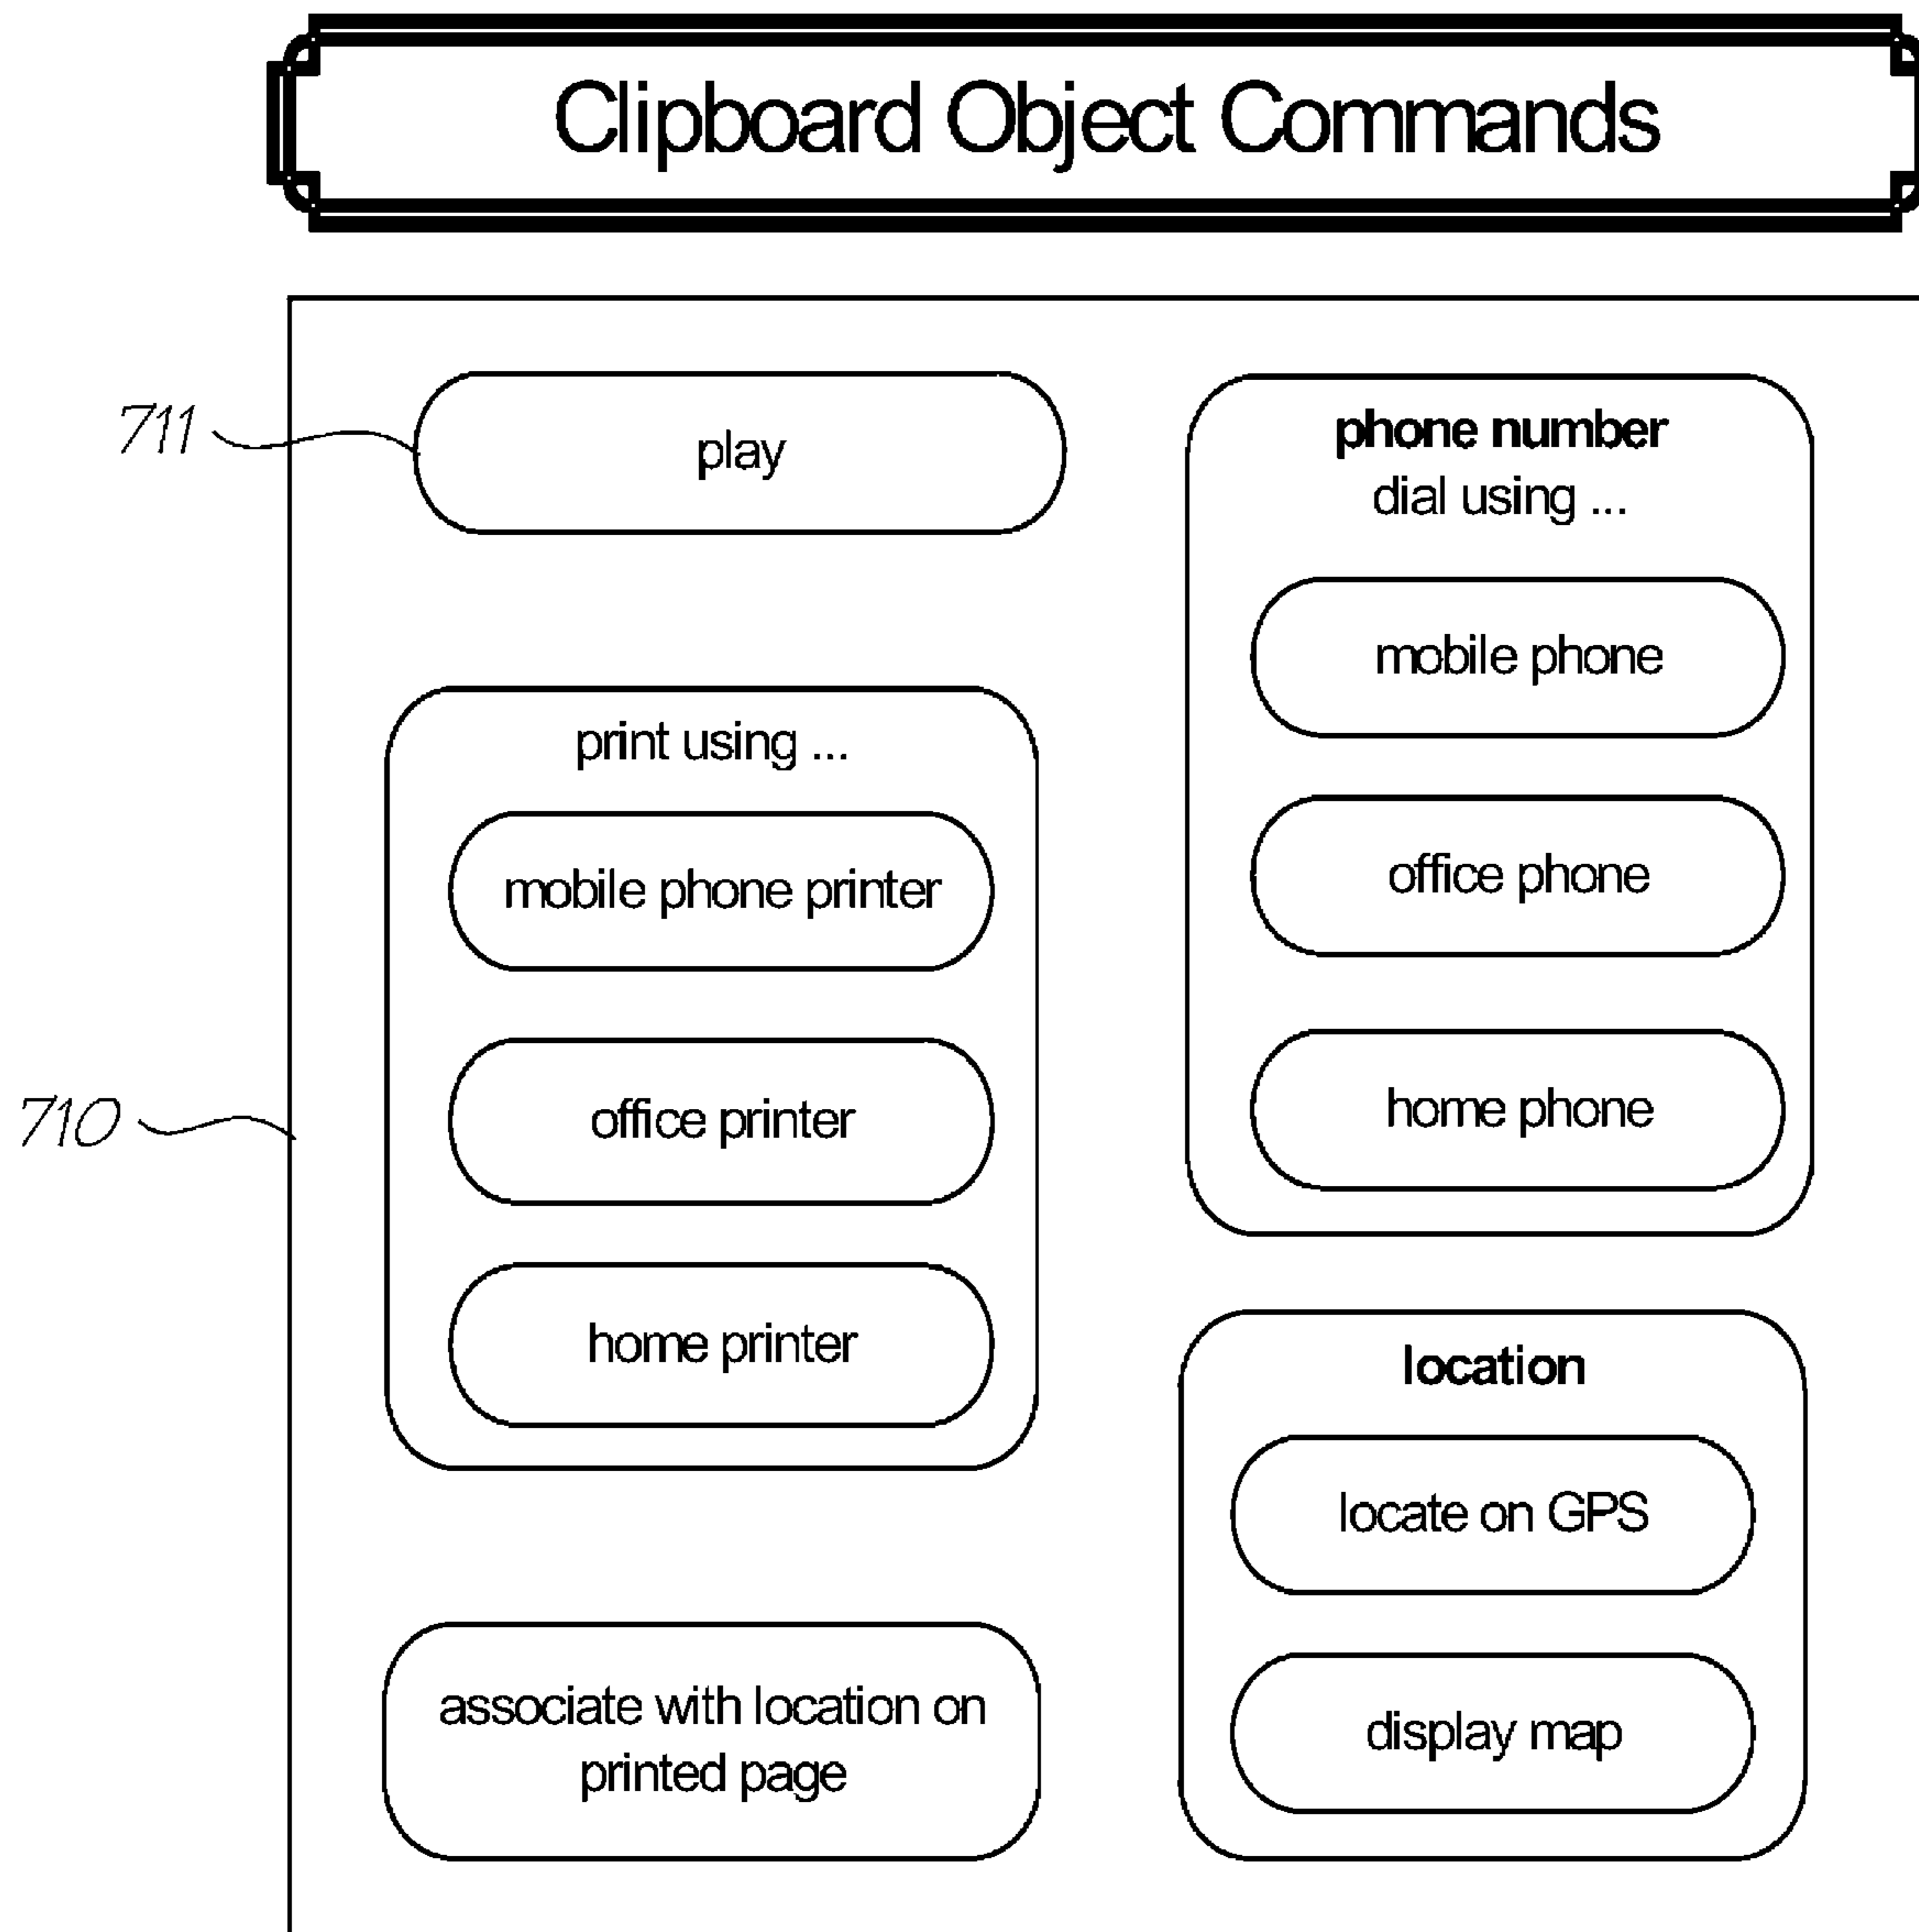 Clipboard Object Commands
711
play
print using ...
mobile phone printer
710
office printer
home printer
associate with location on
printed page
phone number
dial using ...
mobile phone
office phone
home phone
location
locate on GPS
display map